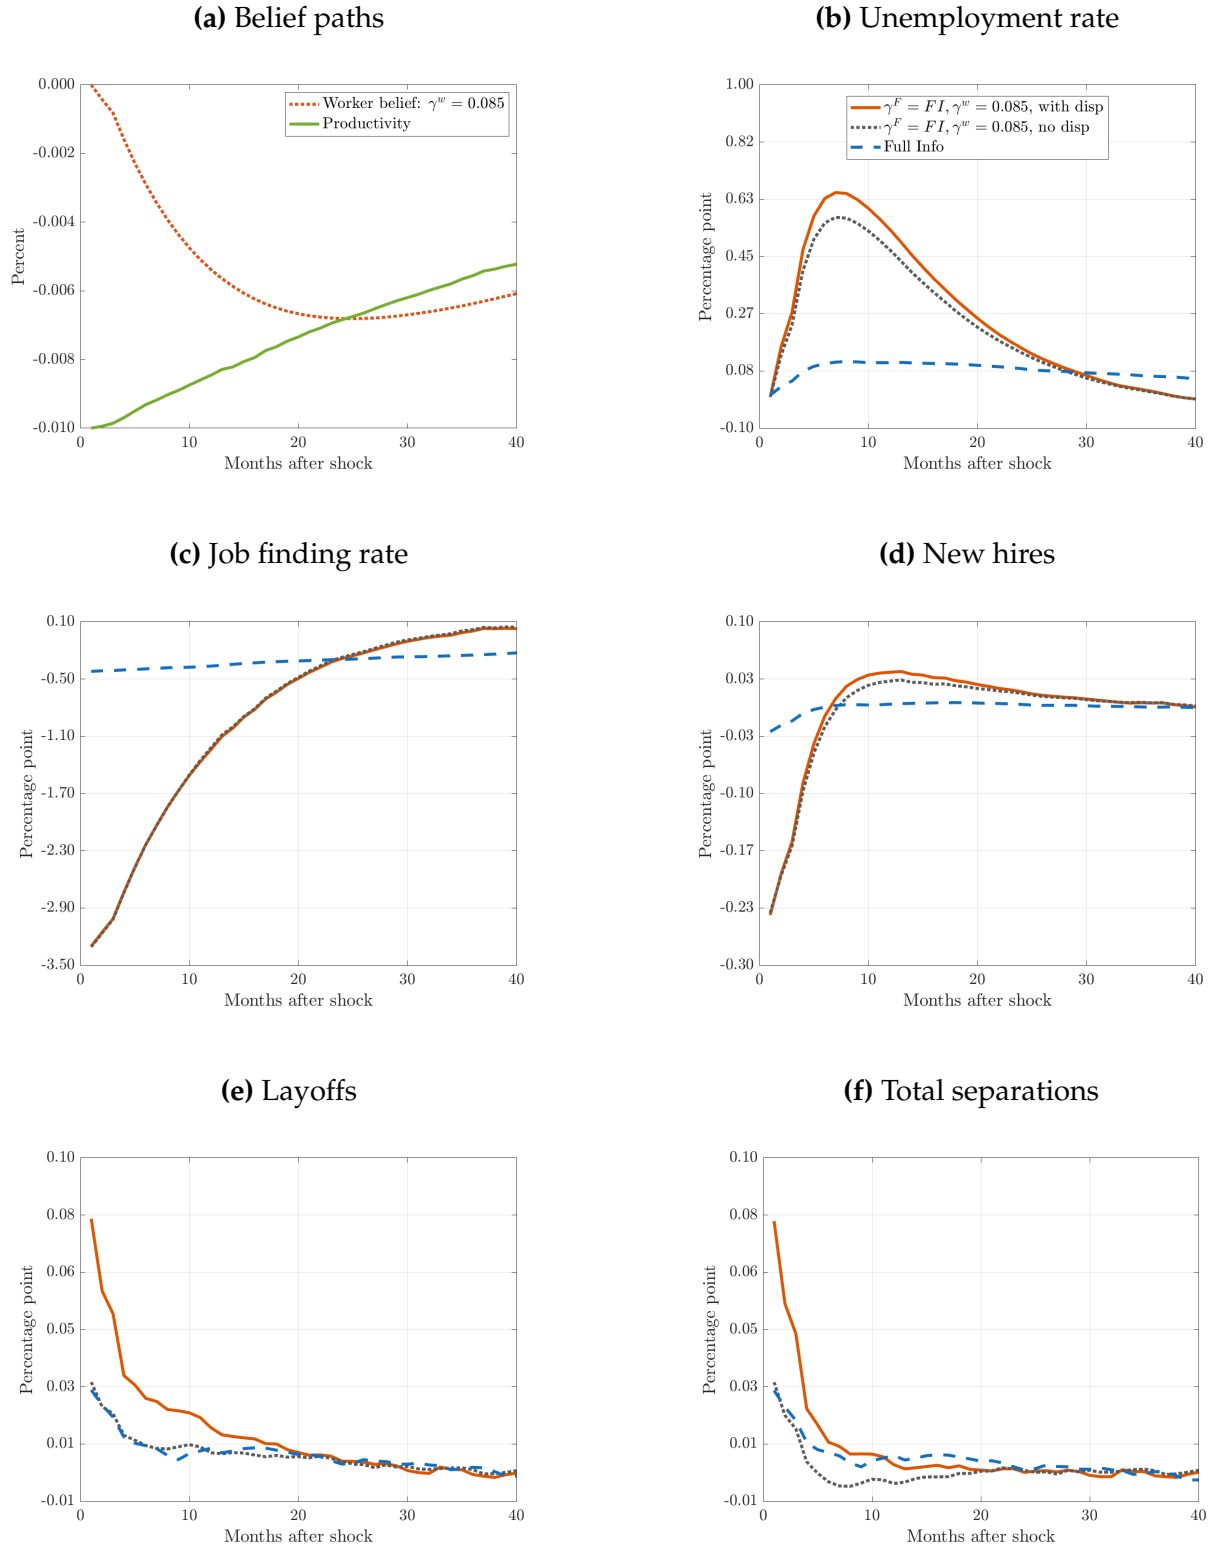 (a) Belief paths
0.000
-0.002
-0.004
-0.006
-0.008
-0.010
Percent
0 10 20 30 40
Months after shock
Worker belief: γ^w = 0.085
Productivity
(b) Unemployment rate
1.00
0.82
0.63
0.45
0.27
0.08
-0.10
Percentage point
0 10 20 30 40
Months after shock
γ^F = FI, γ^w = 0.085, with disp
γ^F = FI, γ^w = 0.085, no disp
Full Info
(c) Job finding rate
0.10
-0.50
-1.10
-1.70
-2.30
-2.90
-3.50
Percentage point
0 10 20 30 40
Months after shock
(d) New hires
0.10
0.03
-0.03
-0.10
-0.17
-0.23
-0.30
Percentage point
0 10 20 30 40
Months after shock
(e) Layoffs
0.10
0.08
0.06
0.05
0.03
0.01
-0.01
Percentage point
0 10 20 30 40
Months after shock
(f) Total separations
0.10
0.08
0.06
0.05
0.03
0.01
-0.01
Percentage point
0 10 20 30 40
Months after shock